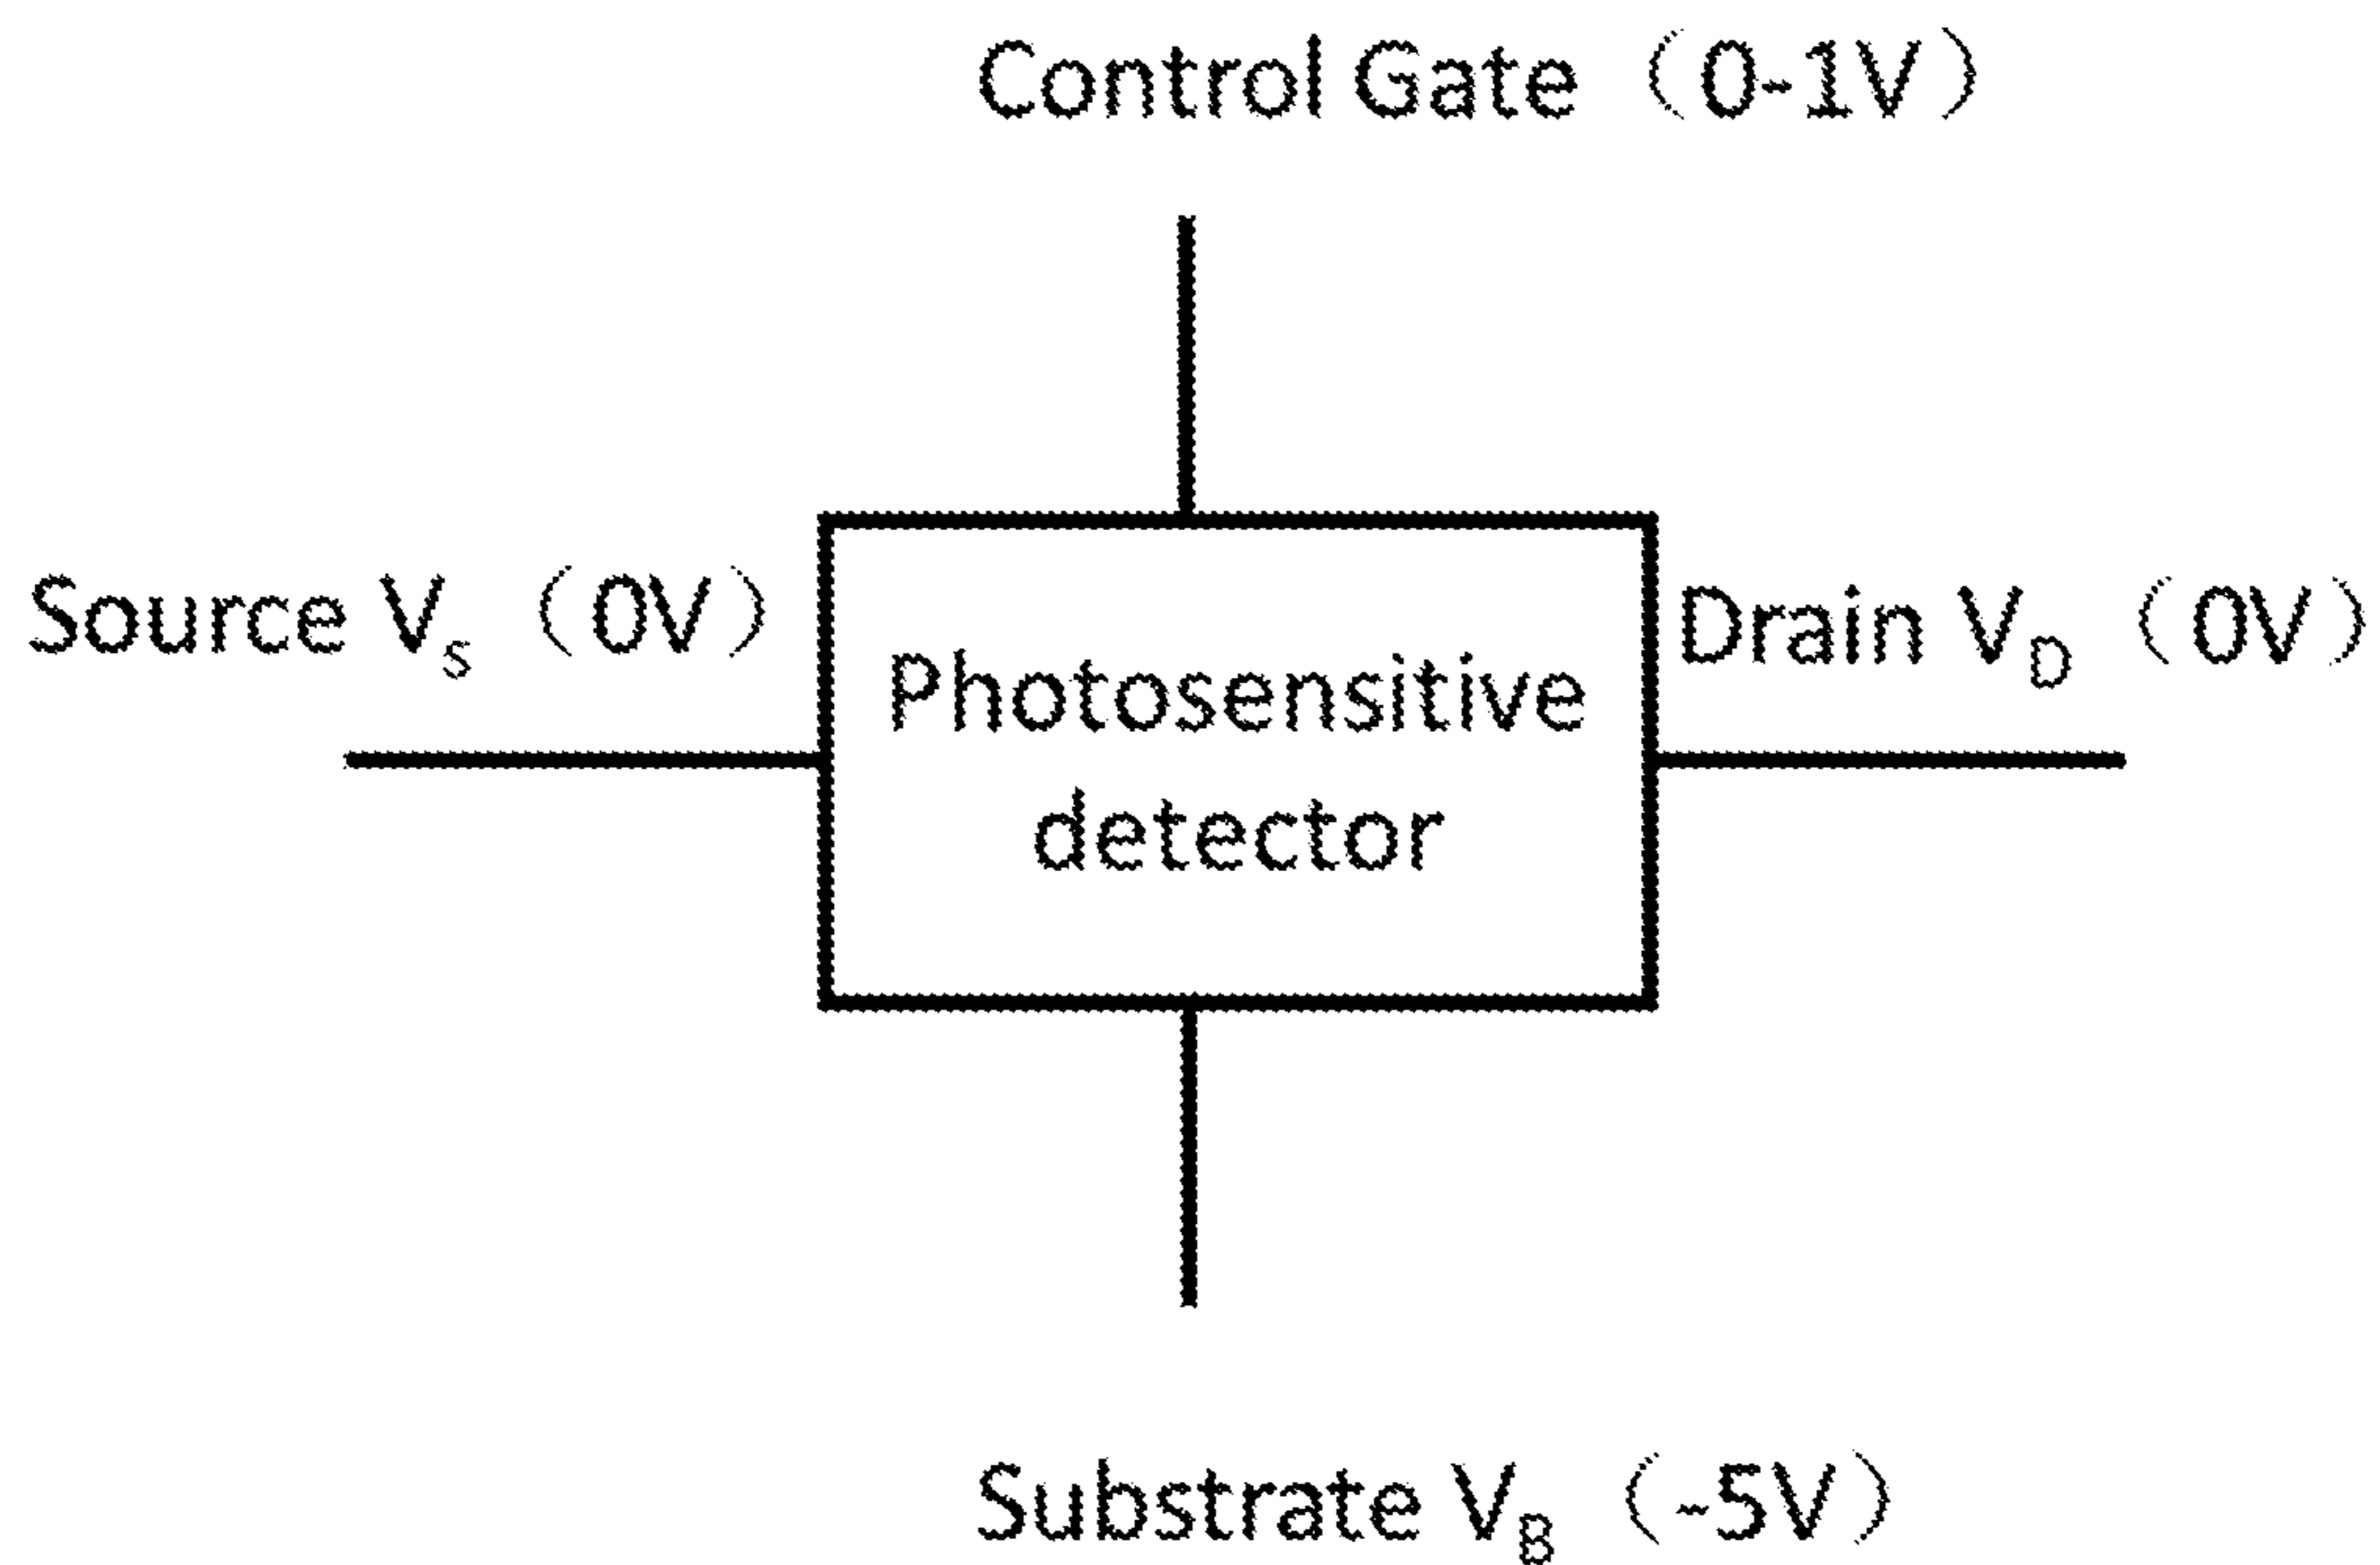 Control Gate（0-1V）
Source Vs（0V）
Drain VD（0V）
Photosensitive
detector
Substrate VB（-5V）